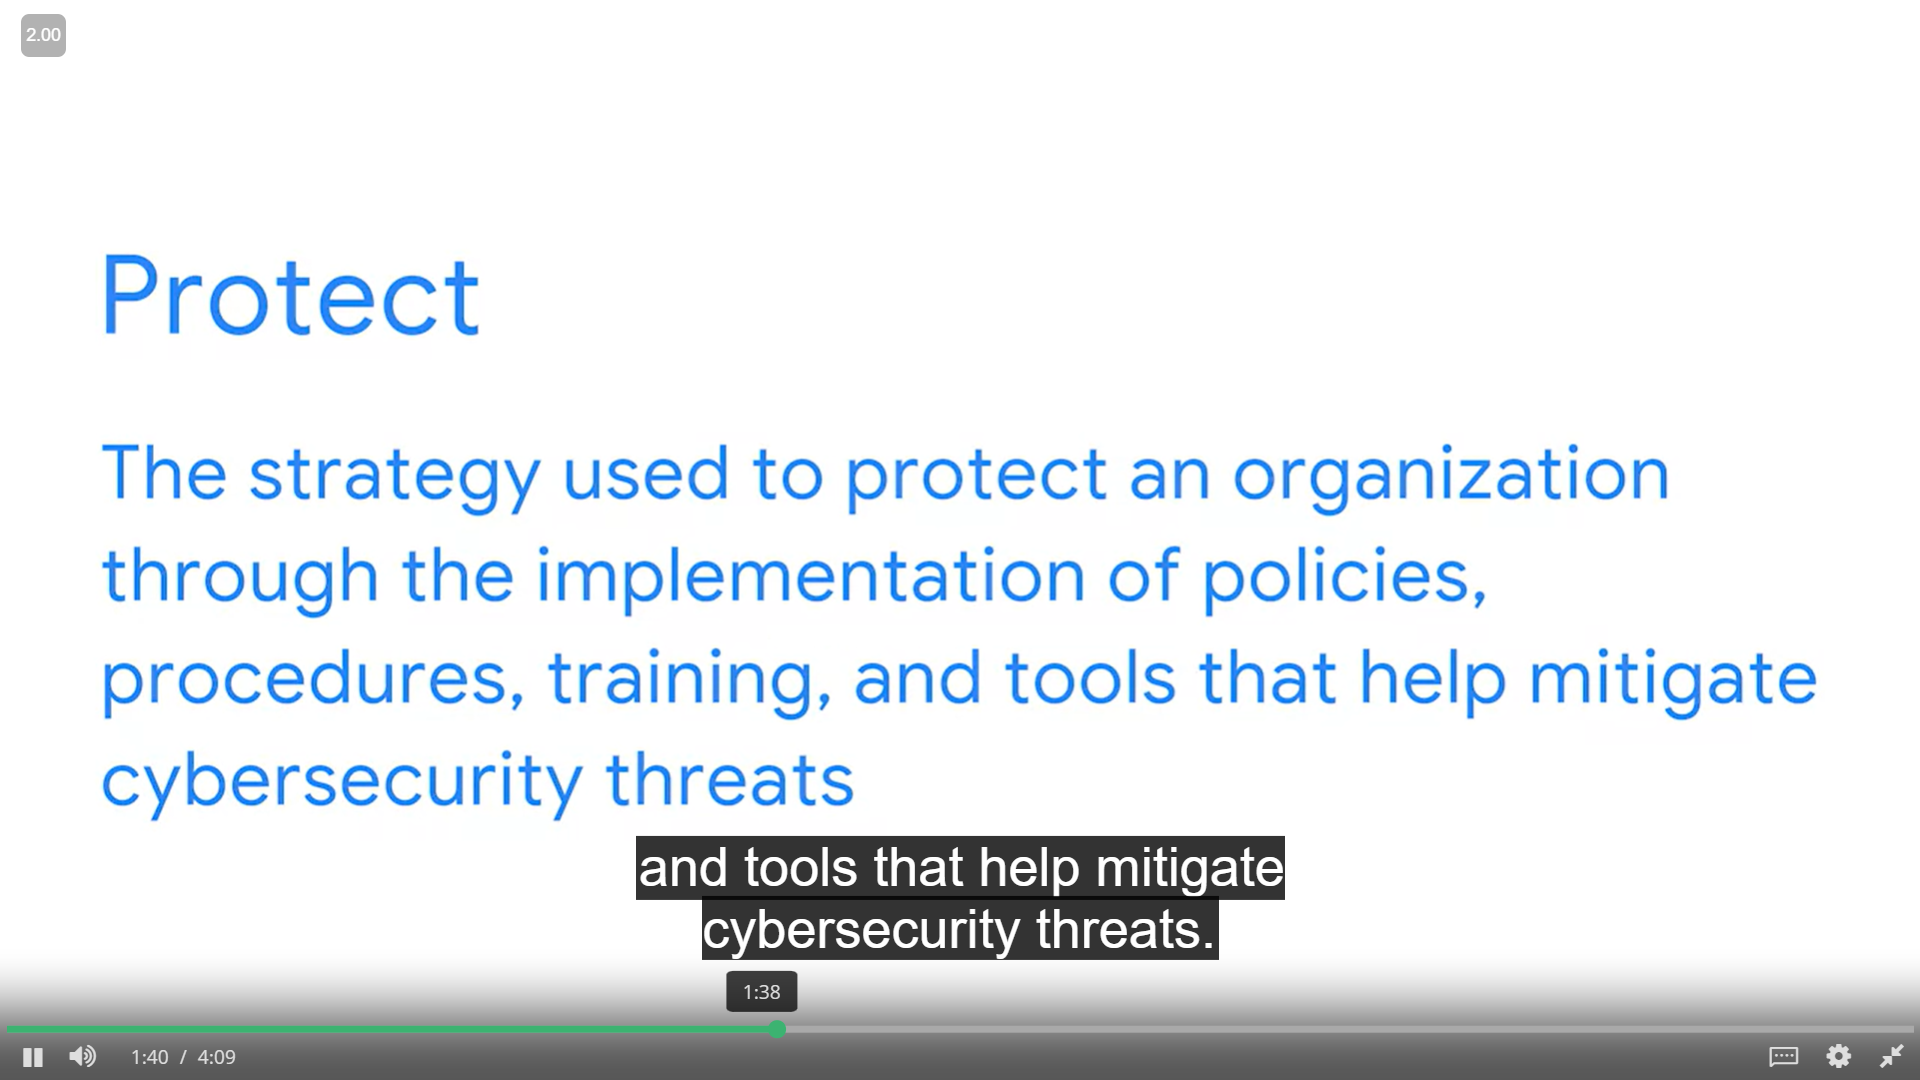 2.00
Protect
The strategy used to protect an organization
through the implementation of policies,
procedures, training, and tools that help mitigate
cybersecurity threats
and tools that help mitigate
cybersecurity threats.
1:38
1:40 / 4:09